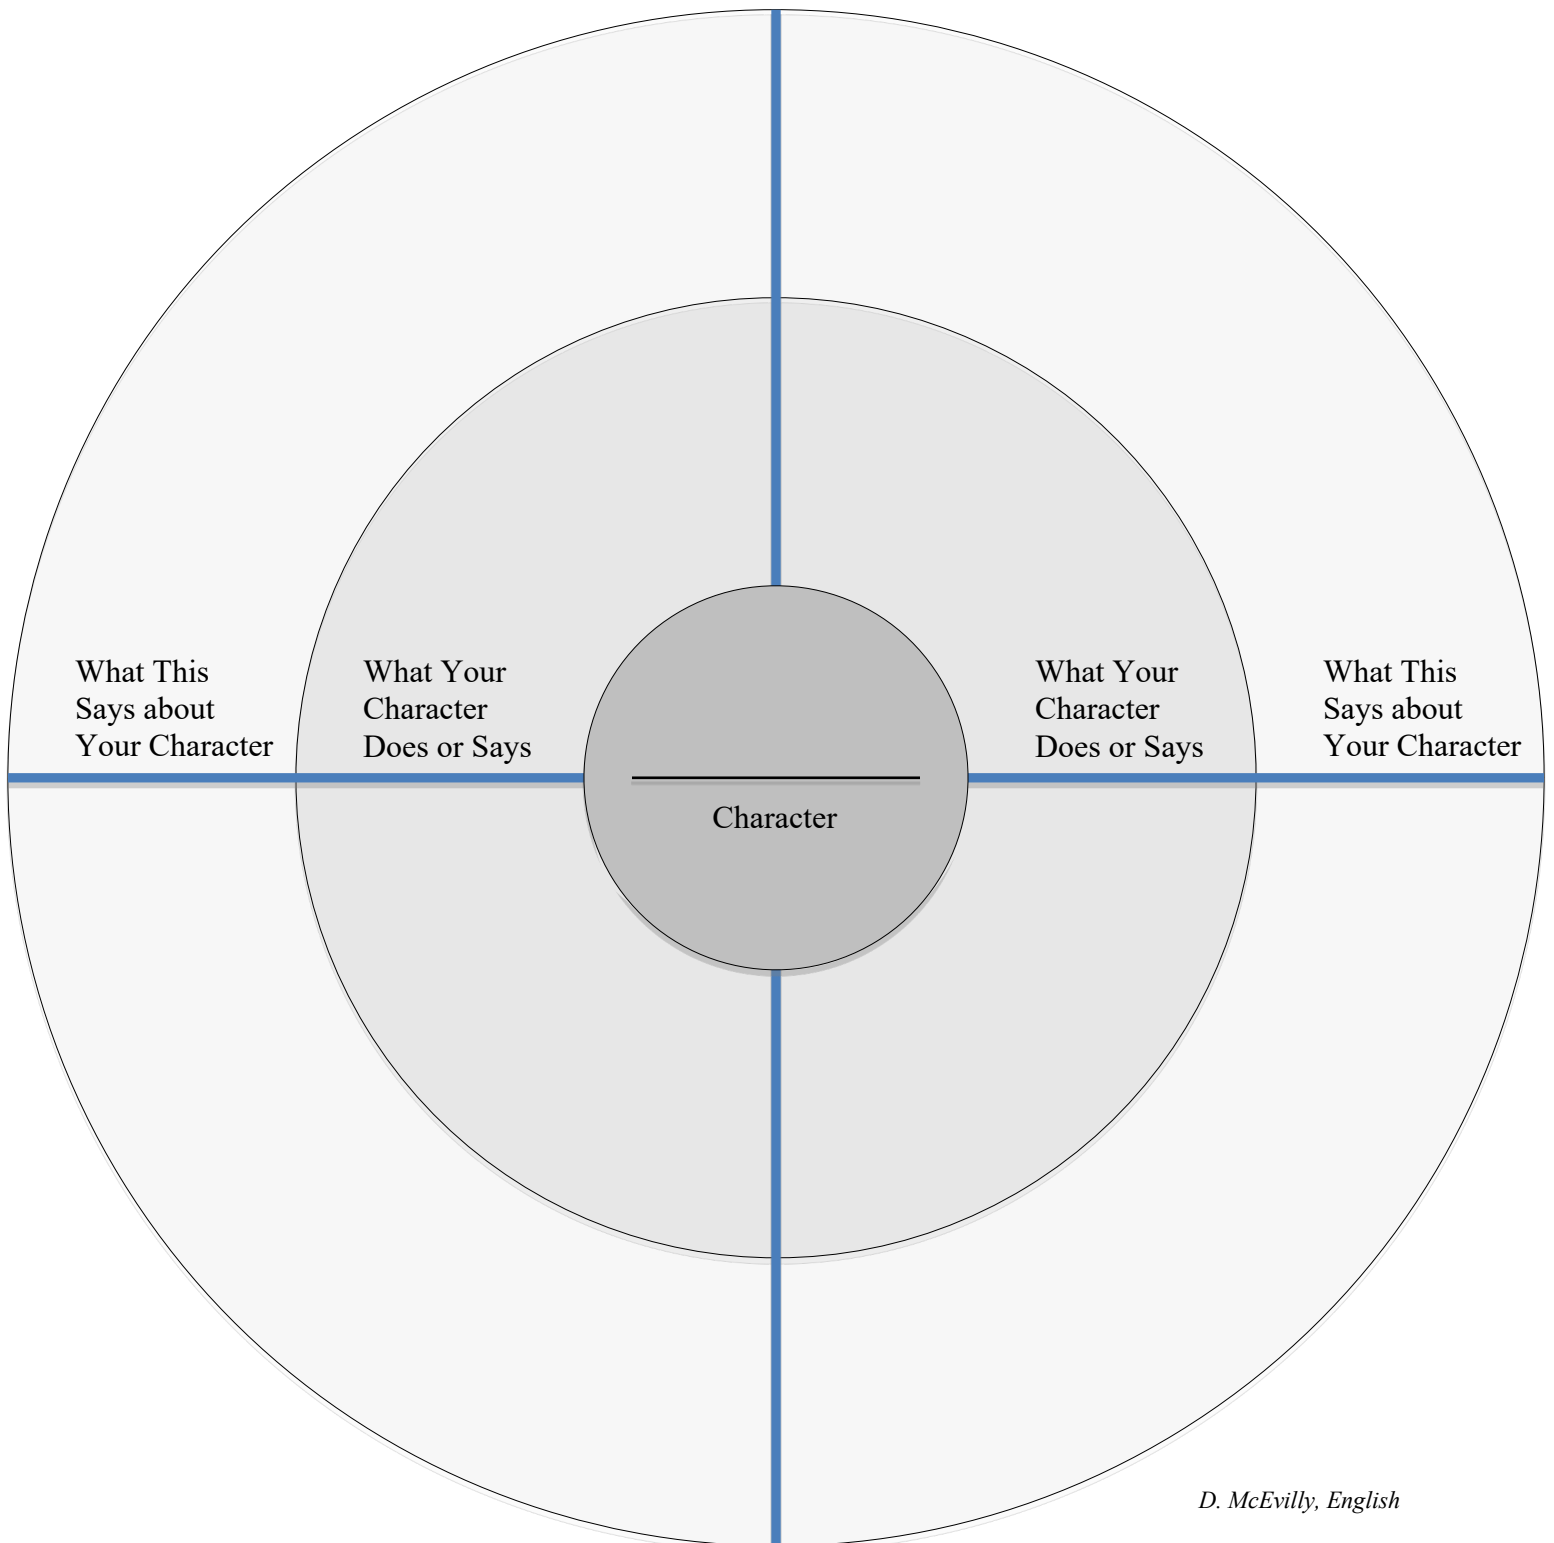 What This
Says about
Your Character
What Your
Character
Does or Says
What Your
Character
Does or Says
What This
Says about
Your Character
Character
D. McEvilly, English